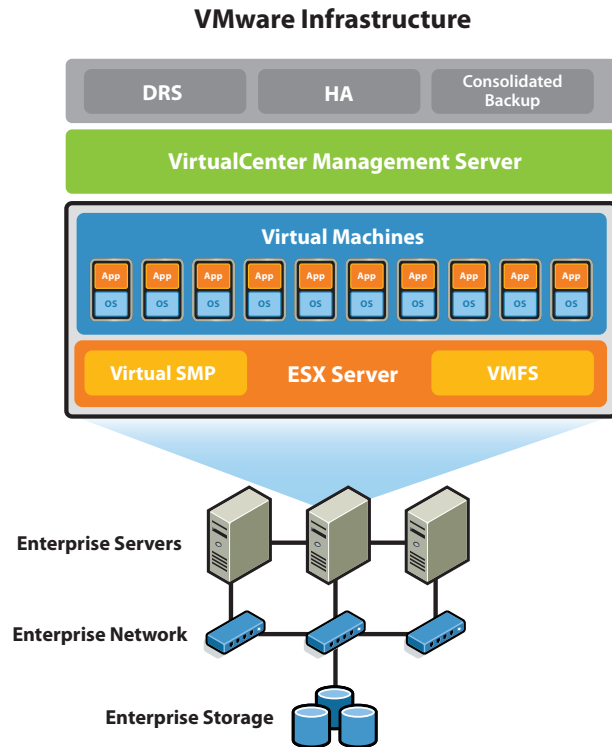 VMware Infrastructure
DRS
HA
Consolidated
Backup
VirtualCenter Management Server
Virtual Machines
App App App App App App App App App App
OS OS OS OS OS OS OS OS OS OS
Virtual SMP
ESX Server
VMFS
Enterprise Servers
Enterprise Network
Enterprise Storage